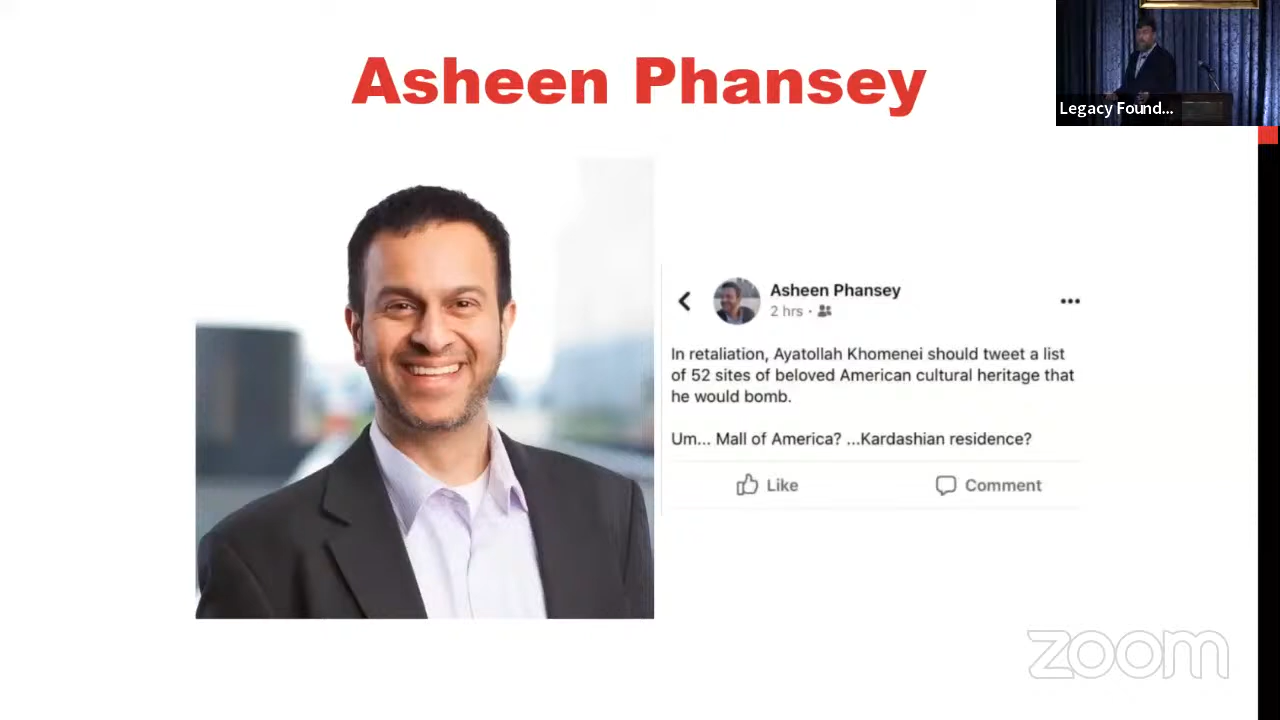 Asheen Phansey
Legacy Found...
Asheen Phansey
2 hrs ·
In retaliation, Ayatollah Khomenei should tweet a list
of 52 sites of beloved American cultural heritage that
he would bomb.
Um... Mall of America? ...Kardashian residence?
Like
Comment
zoom